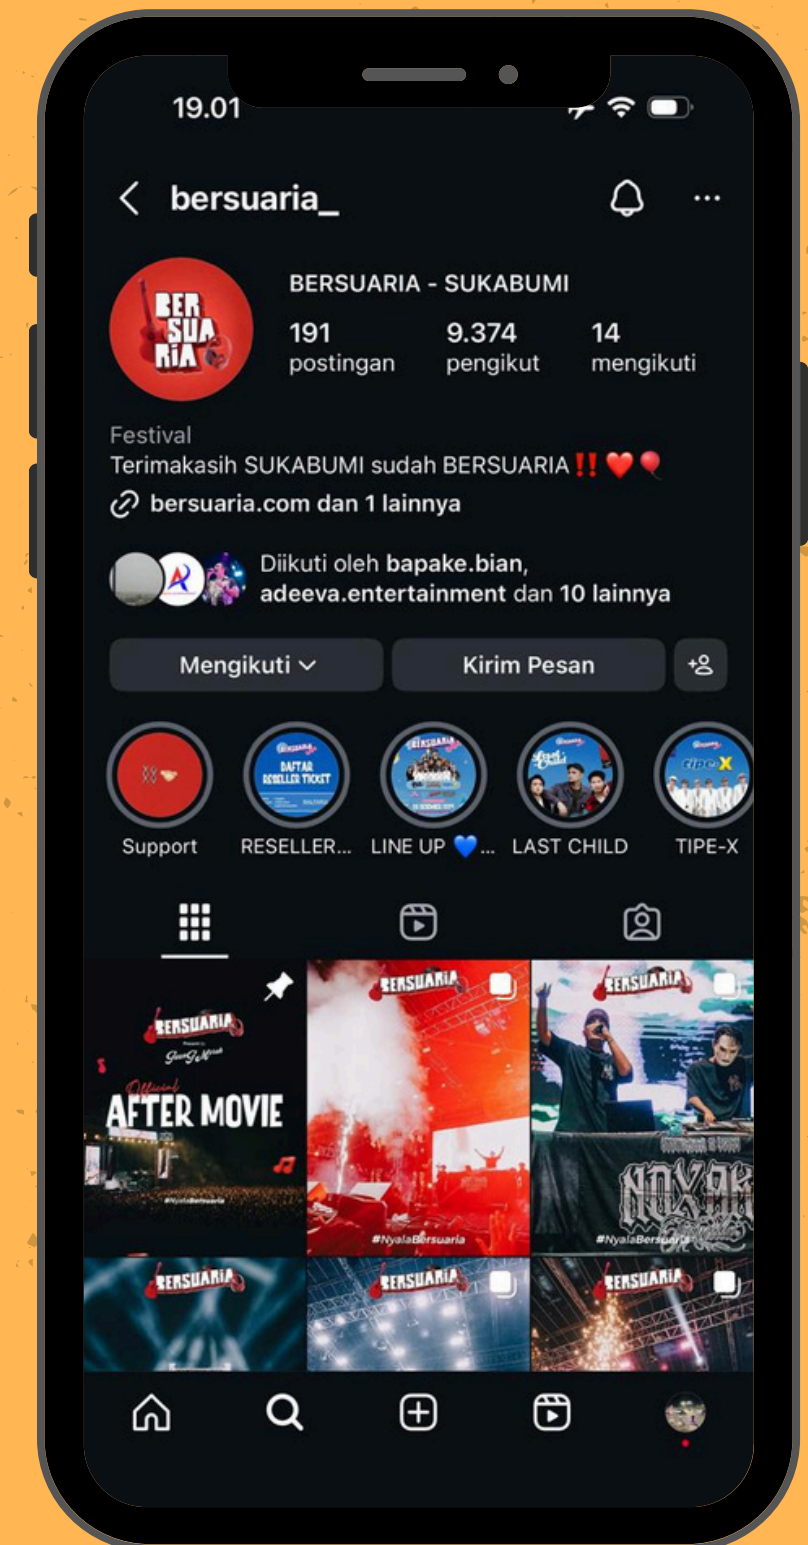 19.01
bersuaria_
BER
SUA
RIA
BERSUARIA - SUKABUMI
191
9.374
14
postingan
pengikut
mengikuti
Festival
Terimakasih SUKABUMI sudah BERSUARIA‼️❤️🎈
bersuaria.com dan 1 lainnya
Diikuti oleh bapake.bian,
adeeva.entertainment dan 10 lainnya
Mengikuti
Kirim Pesan
BERSUARIA
DAFTAR
RESELLER TICKET
BERSUARIA
tipe X
Support
RESELLER...
LINE UP 💙...
LAST CHILD
TIPE-X
BERSUARIA
Official
AFTER MOVIE
#NyalaBersuaria
BERSUARIA
#NyalaBersuaria
BERSUARIA
#NyalaBersuaria
BERSUARIA
BERSUARIA
BERSUARIA